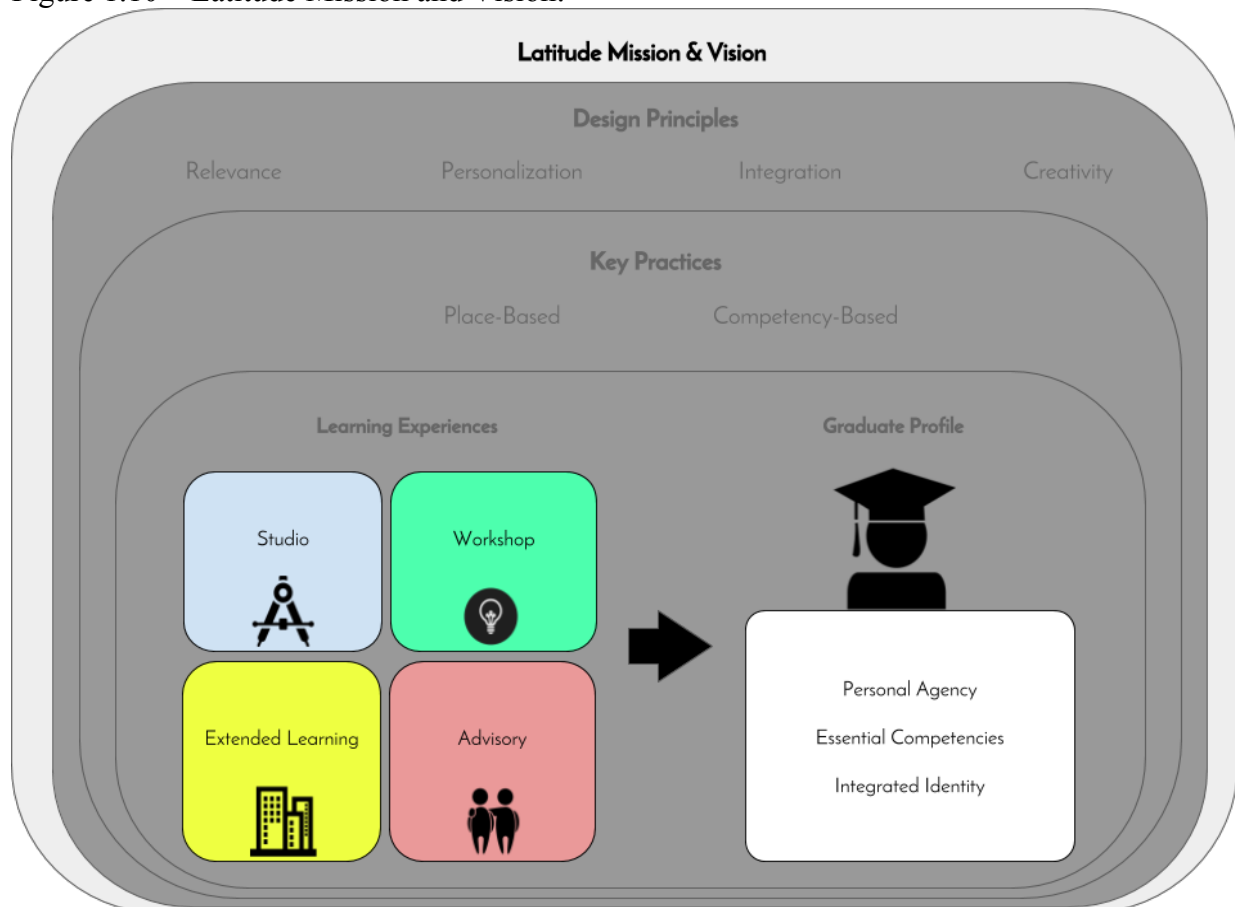 Latitude Mission & Vision
Design Principles
Relevance Personalization Integration Creativity
Key Practices
Place-Based Competency-Based
Learning Experiences Graduate Profile
Studio Workshop
Personal Agency
Extended Learning Advisory Essential Competencies
Integrated Identity